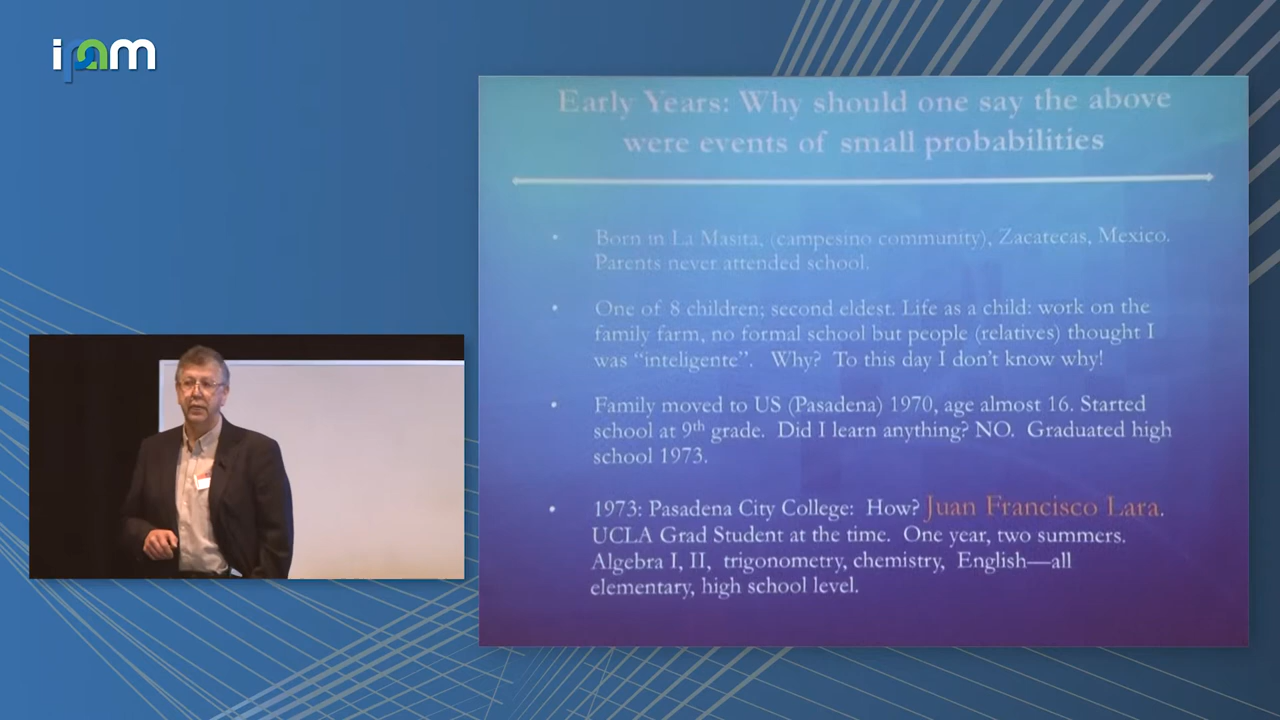 ipam
Early Years: Why should one say the above
were events of small probabilities
• Born in La Masita, (campesino community), Zacatecas, Mexico.
Parents never attended school.
• One of 8 children; second eldest. Life as a child: work on the
family farm, no formal school but people (relatives) thought I
was “inteligente”. Why? To this day I don’t know why!
• Family moved to US (Pasadena) 1970, age almost 16. Started
school at 9th grade. Did I learn anything? NO. Graduated high
school 1973.
• 1973: Pasadena City College: How? Juan Francisco Lara.
UCLA Grad Student at the time. One year, two summers.
Algebra I, II, trigonometry, chemistry, English—all
elementary, high school level.